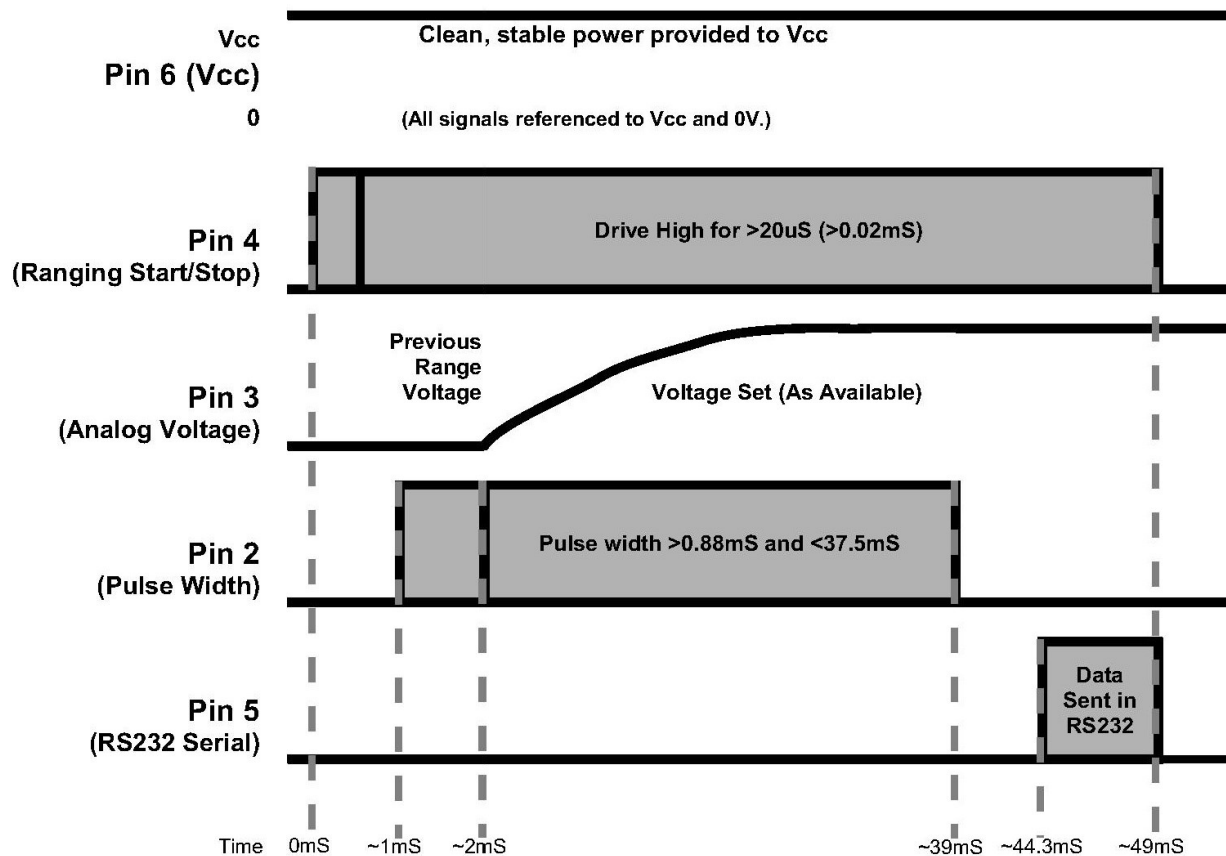 Vcc
Clean, stable power provided to Vcc
Pin 6 (Vcc)
0
(All signals referenced to Vcc and 0V.)
Pin 4
(Ranging Start/Stop)
Drive High for >20uS (>0.02mS)
Previous
Range
Voltage
Pin 3
(Analog Voltage)
Voltage Set (As Available)
Pin 2
(Pulse Width)
Pulse width >0.88mS and <37.5mS
Pin 5
(RS232 Serial)
Data
Sent in
RS232
Time 0mS ~1mS ~2mS ~39mS ~44.3mS ~49mS